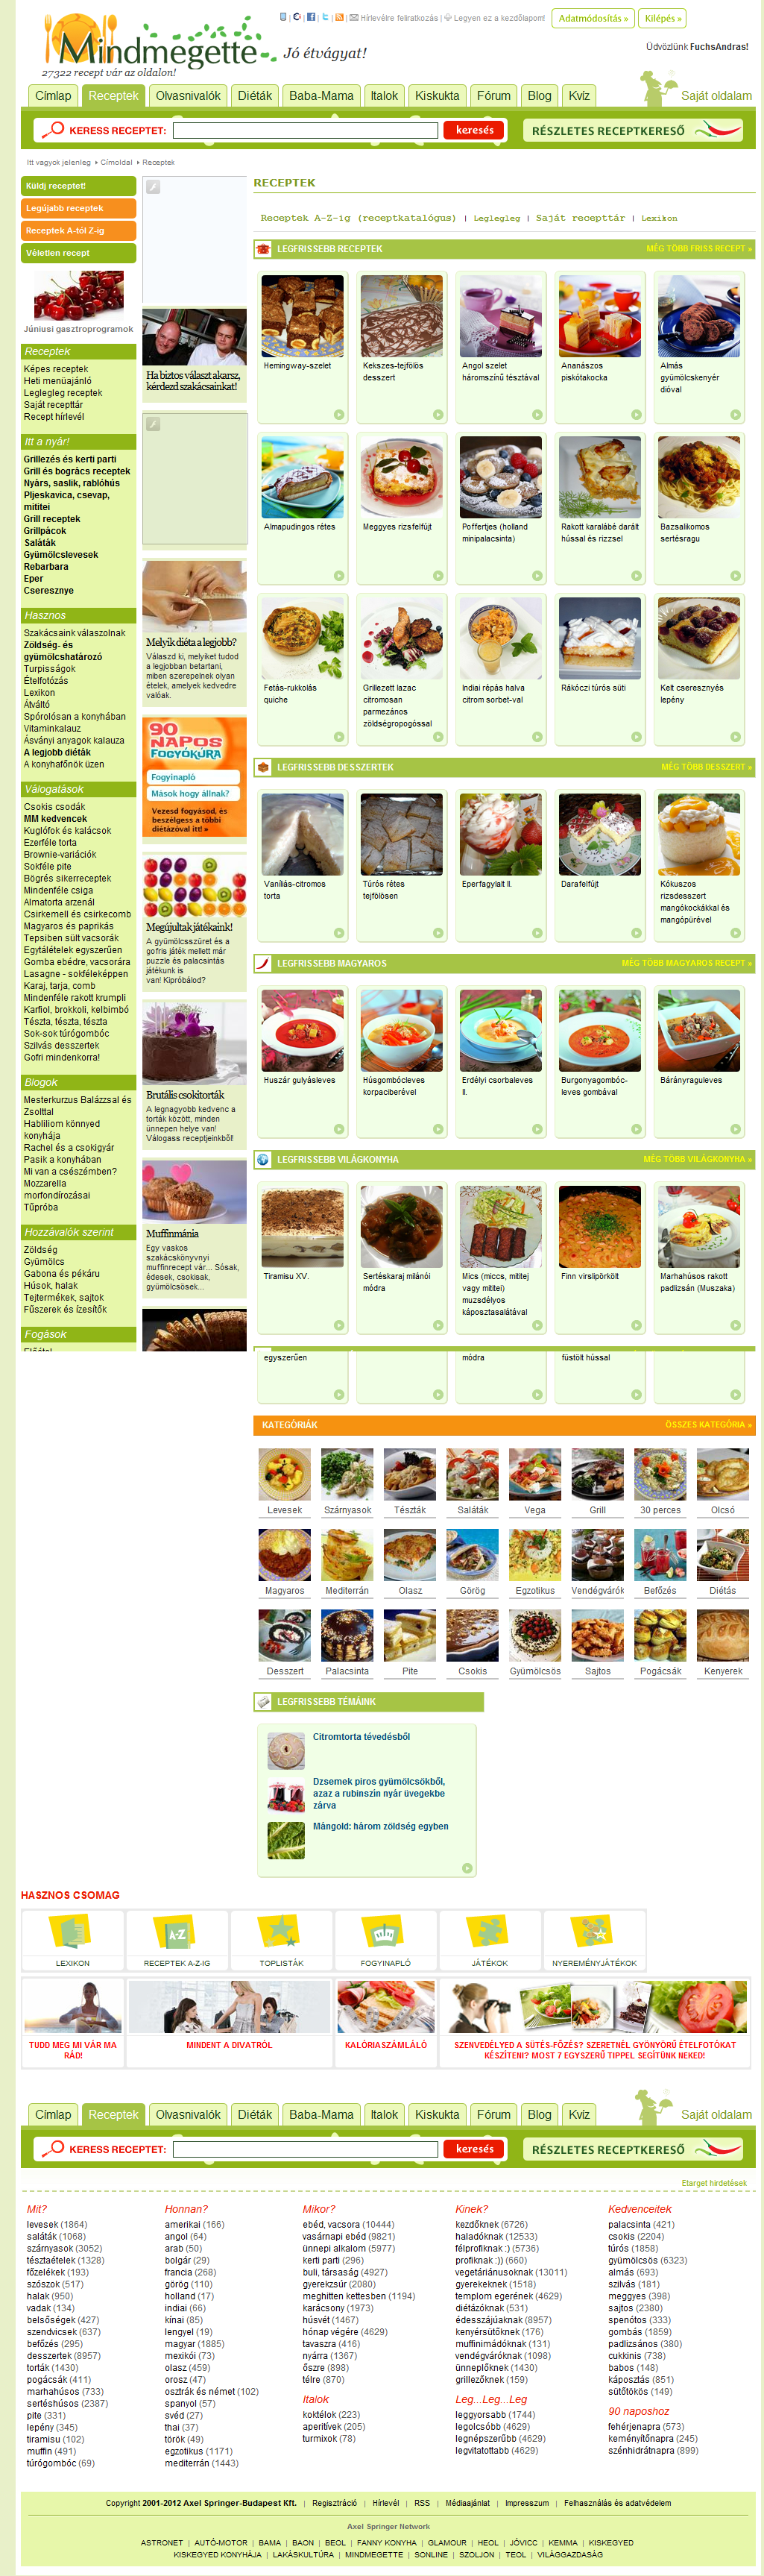 Hírlevélre feliratkozás | Legyen ez a kezdőlapom!
Adatmódosítás »
Kilépés »
Mindmegette
27322 recept vár az oldalon!
Jó étvágyat!
Üdvözlünk FuchsAndras!
Címlap
Receptek
Olvasnivalók
Diéták
Baba-Mama
Italok
Kiskukta
Fórum
Blog
Kvíz
Saját oldalam
KERESS RECEPTET:
keresés
RÉSZLETES RECEPTKERESŐ
Itt vagyok jelenleg
Címoldal
Receptek
Küldj receptet!
Legújabb receptek
Receptek A-tól Z-ig
Véletlen recept
Júniusi gasztroprogramok
Receptek
Képes receptek
Heti menüajánló
Leglegleg receptek
Saját recepttár
Recept hírlevél
Itt a nyár!
Grillezés és kerti parti
Grill és bogrács receptek
Nyárs, saslik, rablóhús
Pljeskavica, csevap,
mititei
Grill receptek
Grillpácok
Saláták
Gyümölcslevesek
Rebarbara
Eper
Cseresznye
Hasznos
Szakácsaink válaszolnak
Zöldség- és
gyümölcshatározó
Turpisságok
Ételfotózás
Lexikon
Átváltó
Spórolósan a konyhában
Vitaminkalauz
Ásványi anyagok kalauza
A legjobb diéták
A konyhafőnök üzen
Válogatások
Csokis csodák
MM kedvencek
Kuglófok és kalácsok
Ezerféle torta
Brownie-variációk
Sokféle pite
Bögrés sikerreceptek
Mindenféle csiga
Almatorta arzenál
Csirkemell és csirkecomb
Magyaros és paprikás
Tepsiben sült vacsorák
Egytálételek egyszerűen
Gomba ebédre, vacsorára
Lasagne - sokféleképpen
Karaj, tarja, comb
Mindenféle rakott krumpli
Karfiol, brokkoli, kelbimbó
Tészta, tészta, tészta
Sok-sok túrógombóc
Szilvás desszertek
Gofri mindenkorra!
Blogok
Mesterkurzus Balázzsal és
Zsolttal
Habliliom könnyed
konyhája
Rachel és a csokigyár
Pasik a konyhában
Mi van a csészémben?
Mozzarella
morfondírozásai
Tűpróba
Hozzávalók szerint
Zöldség
Gyümölcs
Gabona és pékáru
Húsok, halak
Tejtermékek, sajtok
Fűszerek és ízesítők
Fogások
Előétel
Ha biztos választ akarsz,
kérdezd szakácsainkat!
Melyik diéta a legjobb?
Válaszd ki, melyiket tudod
a legjobban betartani,
miben szerepelnek olyan
ételek, amelyek kedvedre
valóak.
90
NAPOS
FOGYÓKÚRA
Fogyinapló
Mások hogy állnak?
Vezesd fogyásod, és
beszélgess a többi
diétázóval itt! »
Megújultak játékaink!
A gyümölcsszüret és a
gofris játék mellett már
puzzle és palacsintás
játékunk is
van! Kipróbálod?
Brutális csokitorták
A legnagyobb kedvenc a
torták között, minden
ünnepen helye van!
Válogass receptjeinkből!
Muffinmánia
Egy vaskos
szakácskönyvnyi
muffinrecept vár... Sósak,
édesek, csokisak,
gyümölcsösek...
RECEPTEK
Receptek A-Z-ig (receptkatalógus) | Leglegleg | Saját recepttár | Lexikon
LEGFRISSEBB RECEPTEK
MÉG TÖBB FRISS RECEPT »
Hemingway-szelet
Kekszes-tejfölös
desszert
Angol szelet
háromszínű tésztával
Ananászos
piskótakocka
Almás
gyümölcskenyér
dióval
Almapudingos rétes
Meggyes rizsfelfújt
Poffertjes (holland
minipalacsinta)
Rakott karalábé darált
hússal és rizzsel
Bazsalikomos
sertésragu
Fetás-rukkolás
quiche
Grillezett lazac
citromosan
parmezános
zöldségropogóssal
Indiai répás halva
citrom sorbet-val
Rákóczi túrós süti
Kelt cseresznyés
lepény
LEGFRISSEBB DESSZERTEK
MÉG TÖBB DESSZERT »
Vaníliás-citromos
torta
Túrós rétes
tejfölösen
Eperfagylalt II.
Darafelfújt
Kókuszos
rizsdesszert
mangókockákkal és
mangópürével
LEGFRISSEBB MAGYAROS
MÉG TÖBB MAGYAROS RECEPT »
Huszár gulyásleves
Húsgombócleves
korpaciberével
Erdélyi csorbaleves
II.
Burgonyagombóc-
leves gombával
Bárányraguleves
LEGFRISSEBB VILÁGKONYHA
MÉG TÖBB VILÁGKONYHA »
Tiramisu XV.
Sertéskaraj milánói
módra
Mics (miccs, mititej
vagy mititei)
muzsdélyos
káposztasalátával
Finn virslipörkölt
Marhahúsos rakott
padlizsán (Muszaka)
egyszerűen
módra
füstölt hússal
KATEGÓRIÁK
ÖSSZES KATEGÓRIA »
Levesek
Szárnyasok
Tészták
Saláták
Vega
Grill
30 perces
Olcsó
Magyaros
Mediterrán
Olasz
Görög
Egzotikus
Vendégvárók
Befőzés
Diétás
Desszert
Palacsinta
Pite
Csokis
Gyümölcsös
Sajtos
Pogácsák
Kenyerek
LEGFRISSEBB TÉMÁINK
Citromtorta tévedésből
Dzsemek piros gyümölcsökből,
azaz a rubinszín nyár üvegekbe
zárva
Mángold: három zöldség egyben
HASZNOS CSOMAG
A-Z
LEXIKON
RECEPTEK A-Z-IG
TOPLISTÁK
FOGYINAPLÓ
JÁTÉKOK
NYEREMÉNYJÁTÉKOK
TUDD MEG MI VÁR MA
RÁD!
MINDENT A DIVATRÓL
KALÓRIASZÁMLÁLÓ
SZENVEDÉLYED A SÜTÉS-FŐZÉS? SZERETNÉL GYÖNYÖRŰ ÉTELFOTÓKAT
KÉSZÍTENI? MOST 7 EGYSZERŰ TIPPEL SEGÍTÜNK NEKED!
Címlap
Receptek
Olvasnivalók
Diéták
Baba-Mama
Italok
Kiskukta
Fórum
Blog
Kvíz
Saját oldalam
KERESS RECEPTET:
keresés
RÉSZLETES RECEPTKERESŐ
Etarget hirdetések
Mit?
levesek (1864)
saláták (1068)
szárnyasok (3052)
tésztaételek (1328)
főzelékek (193)
szószok (517)
halak (950)
vadak (134)
belsőségek (427)
szendvicsek (637)
befőzés (295)
desszertek (8957)
torták (1430)
pogácsák (411)
marhahúsos (733)
sertéshúsos (2387)
pite (331)
lepény (345)
tiramisu (102)
muffin (491)
túrógombóc (69)
Honnan?
amerikai (166)
angol (64)
arab (50)
bolgár (29)
francia (268)
görög (110)
holland (17)
indiai (66)
kínai (85)
lengyel (19)
magyar (1885)
mexikói (73)
olasz (459)
orosz (47)
osztrák és német (102)
spanyol (57)
svéd (27)
thai (37)
török (49)
egzotikus (1171)
mediterrán (1443)
Mikor?
ebéd, vacsora (10444)
vasárnapi ebéd (9821)
ünnepi alkalom (5977)
kerti parti (296)
buli, társaság (4927)
gyerekzsúr (2080)
meghitten kettesben (1194)
karácsony (1973)
húsvét (1467)
hónap végére (4629)
tavaszra (416)
nyárra (1367)
őszre (898)
télre (870)
Italok
koktélok (223)
aperitivek (205)
turmixok (78)
Kinek?
kezdőknek (6726)
haladóknak (12533)
félprofiknak :) (5736)
profiknak :)) (660)
vegetáriánusoknak (13011)
gyerekeknek (1518)
templom egerének (4629)
diétázóknak (531)
édesszájúaknak (8957)
kenyérsütőknek (176)
muffinimádóknak (131)
vendégváróknak (1098)
ünneplőknek (1430)
grillezőknek (159)
Leg...Leg...Leg
leggyorsabb (1744)
legolcsóbb (4629)
legnépszerűbb (4629)
legvitatottabb (4629)
Kedvenceitek
palacsinta (421)
csokis (2204)
túrós (1858)
gyümölcsös (6323)
almás (693)
szilvás (181)
meggyes (398)
sajtos (2380)
spenótos (333)
gombás (1859)
padlizsános (380)
cukkinis (738)
babos (148)
káposztás (851)
sütőtökös (149)
90 naposhoz
fehérjenapra (573)
keményítőnapra (245)
szénhidrátnapra (899)
Copyright 2001-2012 Axel Springer-Budapest Kft. | Regisztráció | Hírlevél | RSS | Médiaajánlat | Impresszum | Felhasználás és adatvédelem
Axel Springer Network
ASTRONET | AUTÓ-MOTOR | BAMA | BAON | BEOL | FANNY KONYHA | GLAMOUR | HEOL | JÓVICC | KEMMA | KISKEGYED
KISKEGYED KONYHÁJA | LAKÁSKULTÚRA | MINDMEGETTE | SONLINE | SZOLJON | TEOL | VILÁGGAZDASÁG